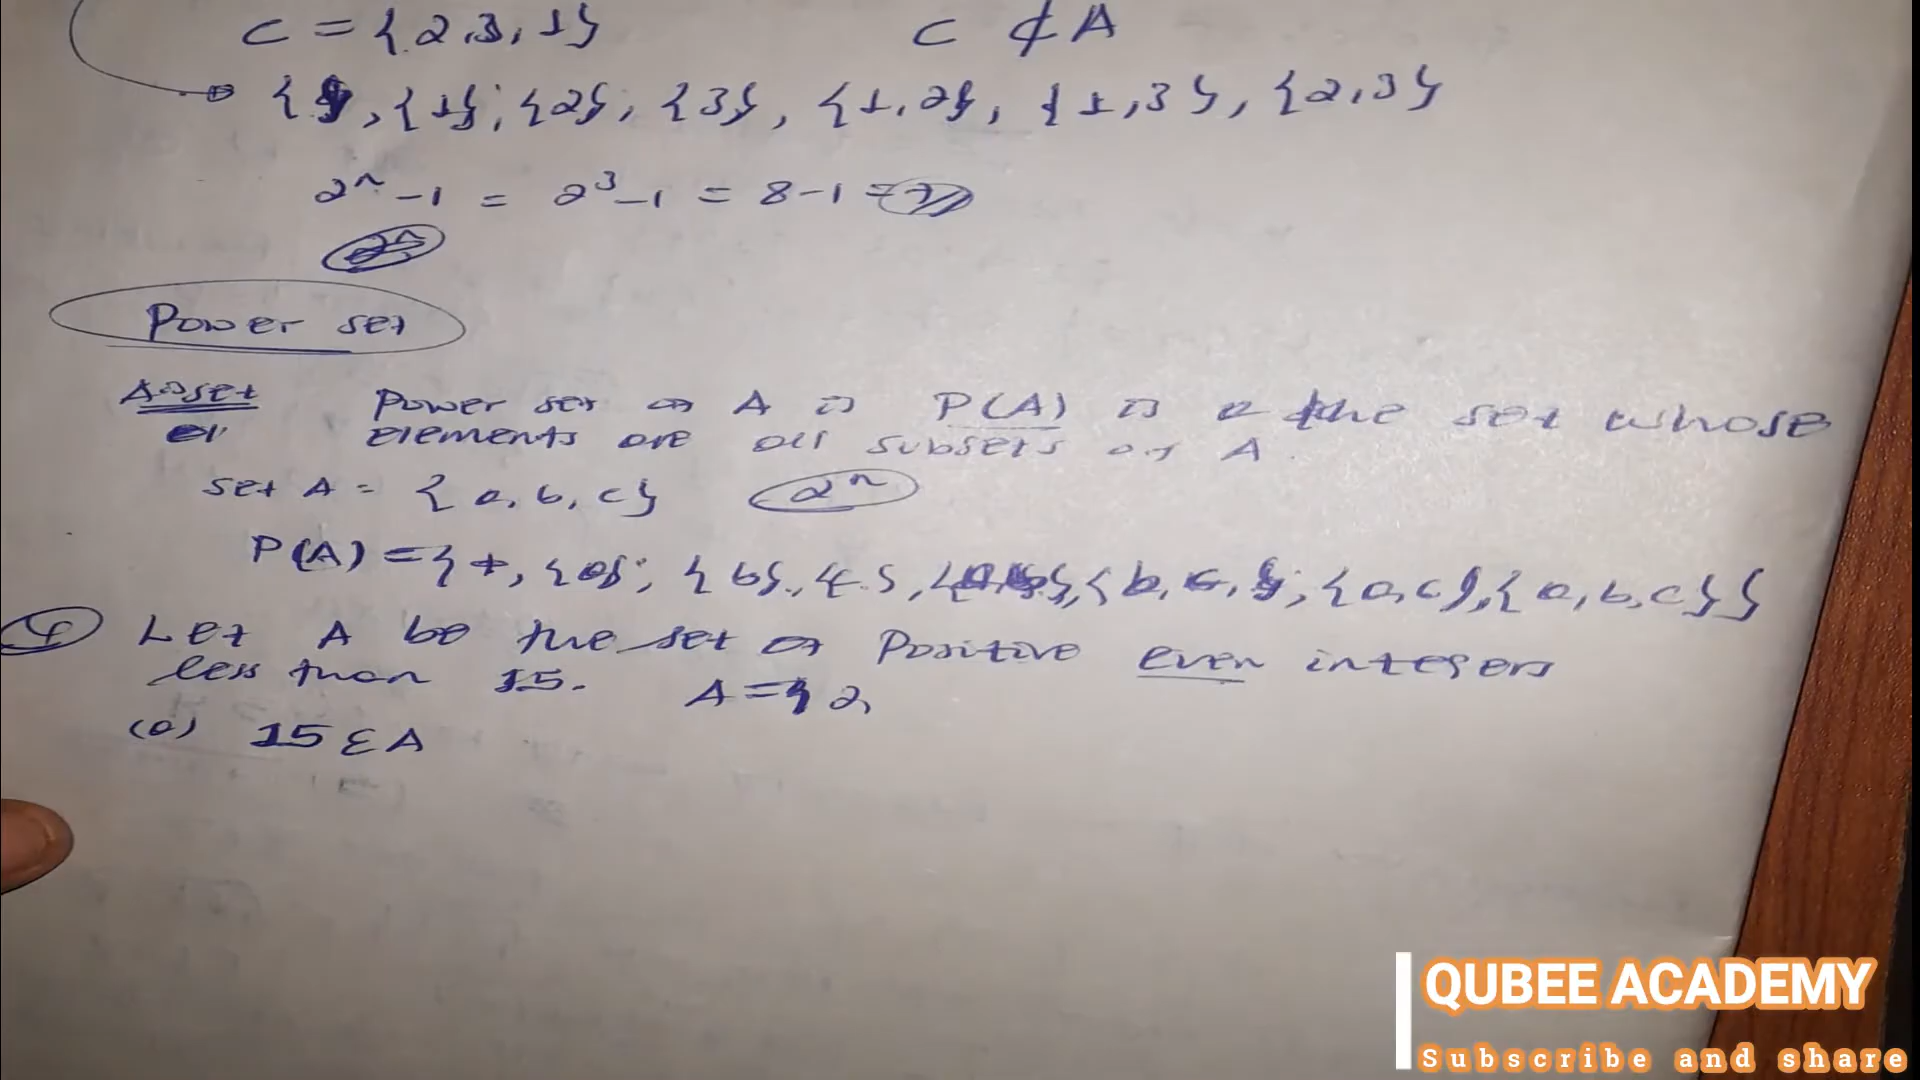 C = {2,3,1}    C ⊄ A
{ }, {1}, {2}, {3}, {1,2}, {1,3}, {2,3}
2ⁿ-1 = 2³-1 = 8-1 = 7
2ⁿ
Power set
Power set of A is P(A) is the set whose
elements are all subsets of A.
set A = {a, b, c}    2ⁿ
P(A) = {, {a}, {b}, {b, c}, {a,c}, {a,b,c}}
Let A be the set of Positive even integers
less than 15.    A = { 2,
(a) 15 ε A
QUBEE ACADEMY
Subscribe and share